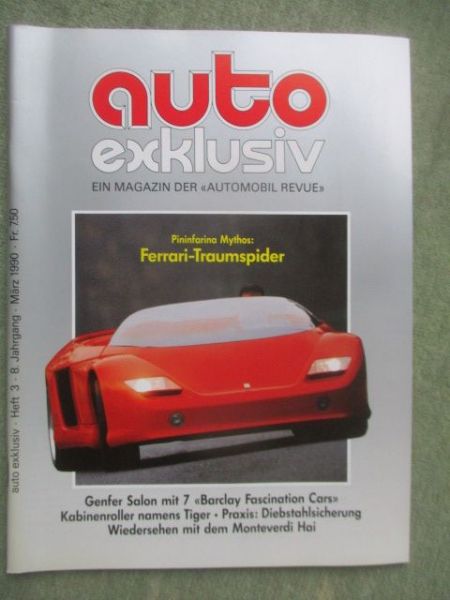 auto
exklusiv
EIN MAGAZIN DER «AUTOMOBIL REVUE»
Pininfarina Mythos:
Ferrari-Traumspider
Genfer Salon mit 7 «Barclay Fascination Cars»
Kabinenroller namens Tiger • Praxis: Diebstahlsicherung
Wiedersehen mit dem Monteverdi Hai
auto exklusiv · Heft 3 · 8. Jahrgang · März 1990 · Fr. 7.50